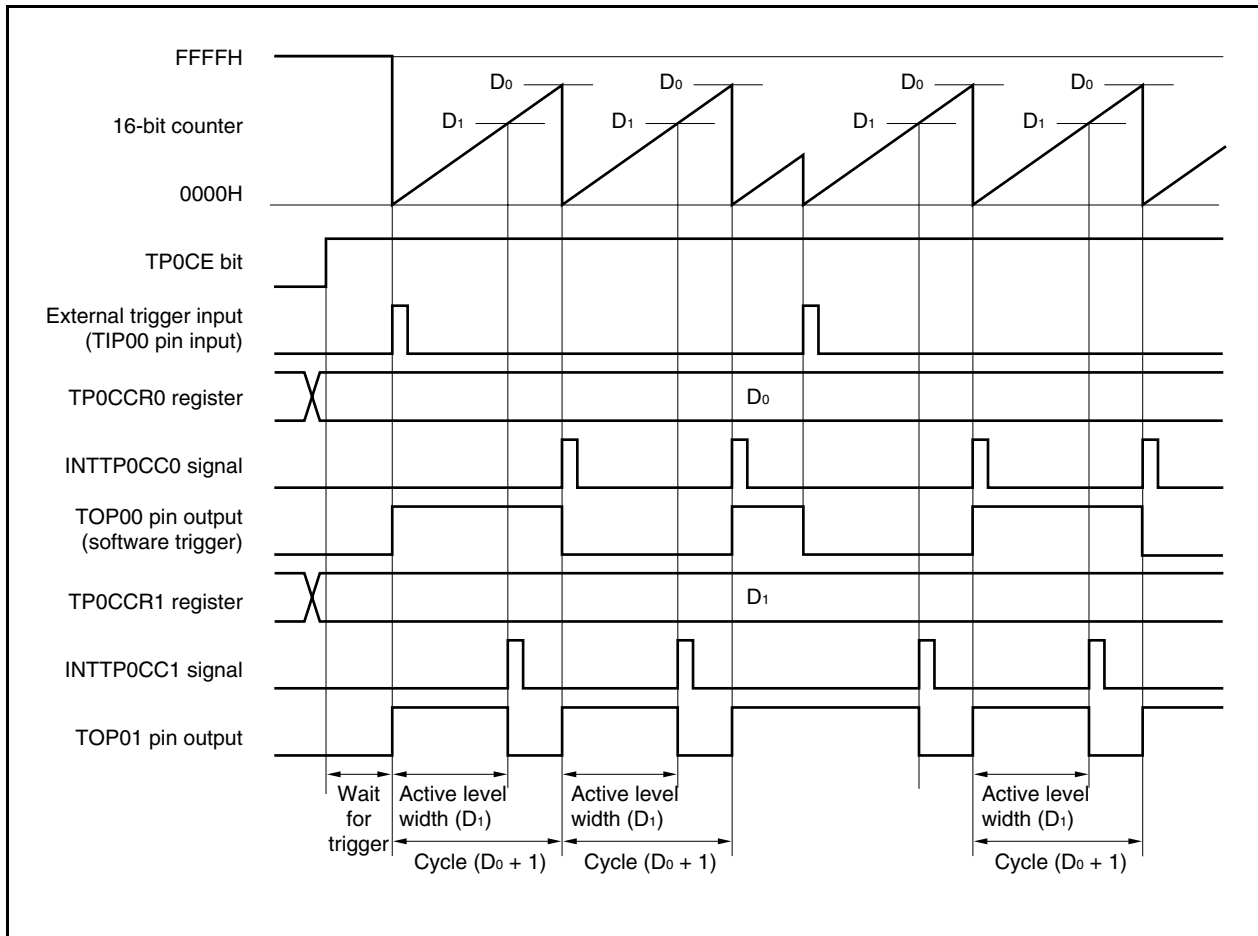 FFFFH
D0
D0
D0
D0
D1
D1
D1
D1
16-bit counter
0000H
TP0CE bit
External trigger input
(TIP00 pin input)
TP0CCR0 register
D0
INTTP0CC0 signal
TOP00 pin output
(software trigger)
TP0CCR1 register
D1
INTTP0CC1 signal
TOP01 pin output
Wait
for
trigger
Active level
width (D1)
Active level
width (D1)
Active level
width (D1)
Cycle (D0 + 1)
Cycle (D0 + 1)
Cycle (D0 + 1)